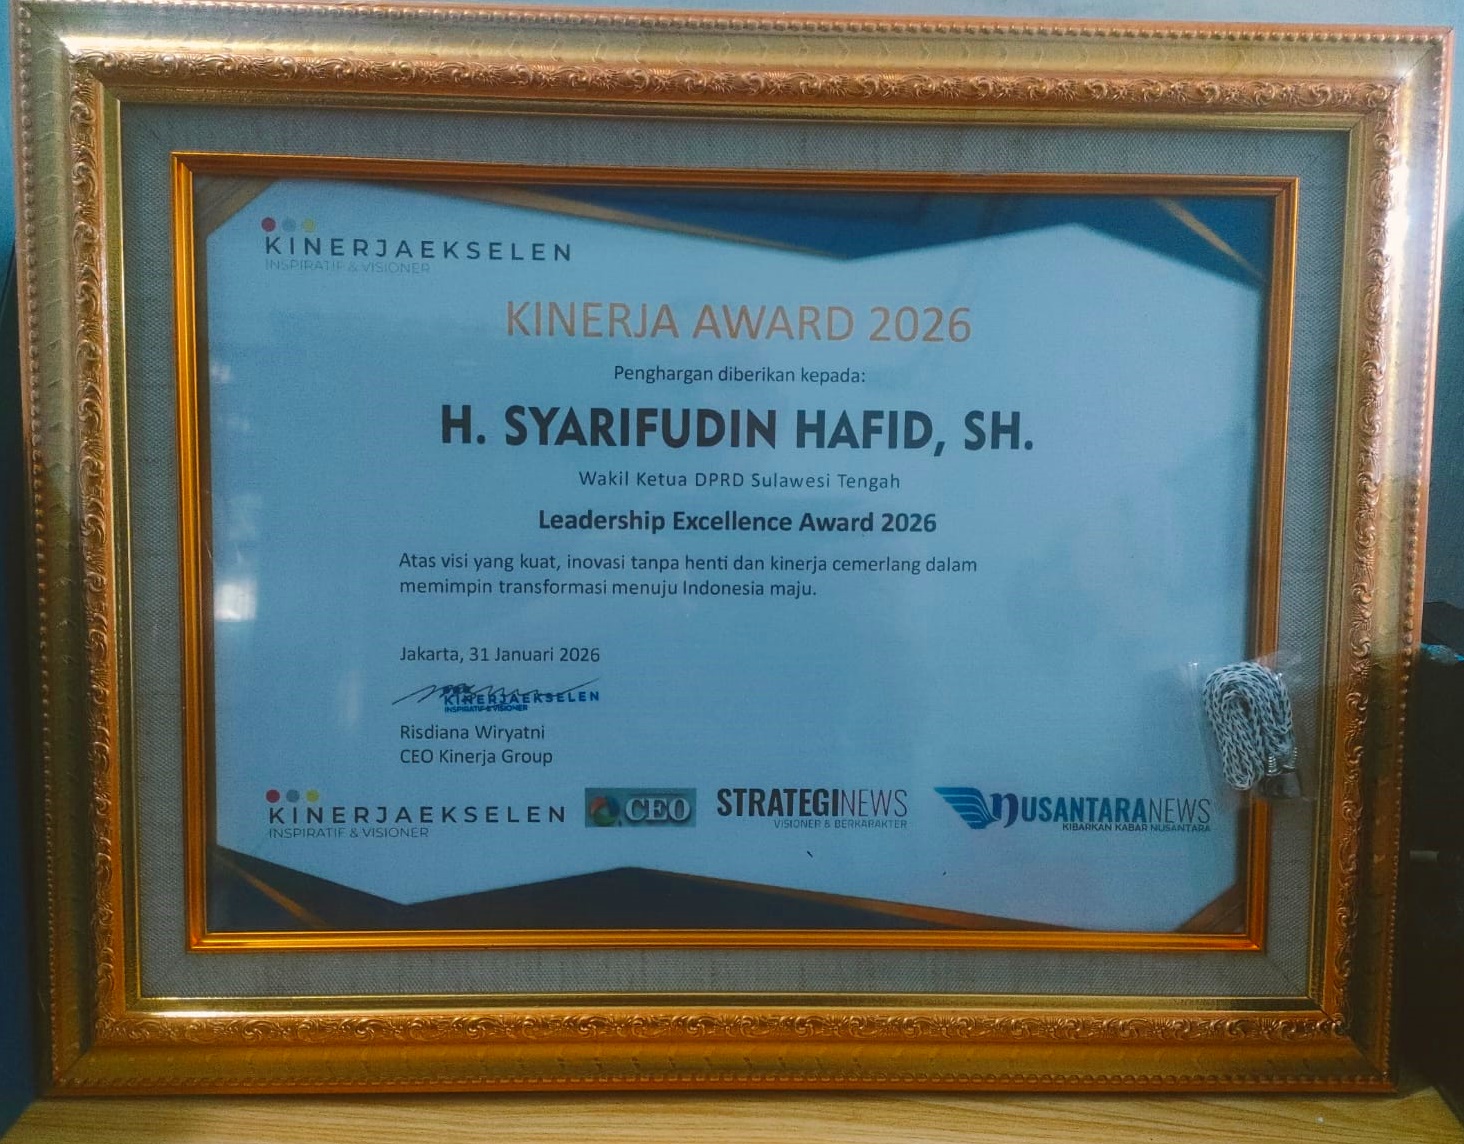 KINERJAEKSELEN
INSPIRATIF & VISIONER
KINERJA AWARD 2026
Penghargan diberikan kepada:
H. SYARIFUDIN HAFID, SH.
Wakil Ketua DPRD Sulawesi Tengah
Leadership Excellence Award 2026
Atas visi yang kuat, inovasi tanpa henti dan kinerja cemerlang dalam
memimpin transformasi menuju Indonesia maju.
Jakarta, 31 Januari 2026
KINERJAEKSELEN
INSPIRATIF & VISIONER
Risdiana Wiryatni
CEO Kinerja Group
KINERJAEKSELEN
INSPIRATIF & VISIONER
CEO
STRATEGINEWS
VISIONER & BERKARAKTER
NUSANTARANEWS
KIBARKAN KABAR NUSANTARA